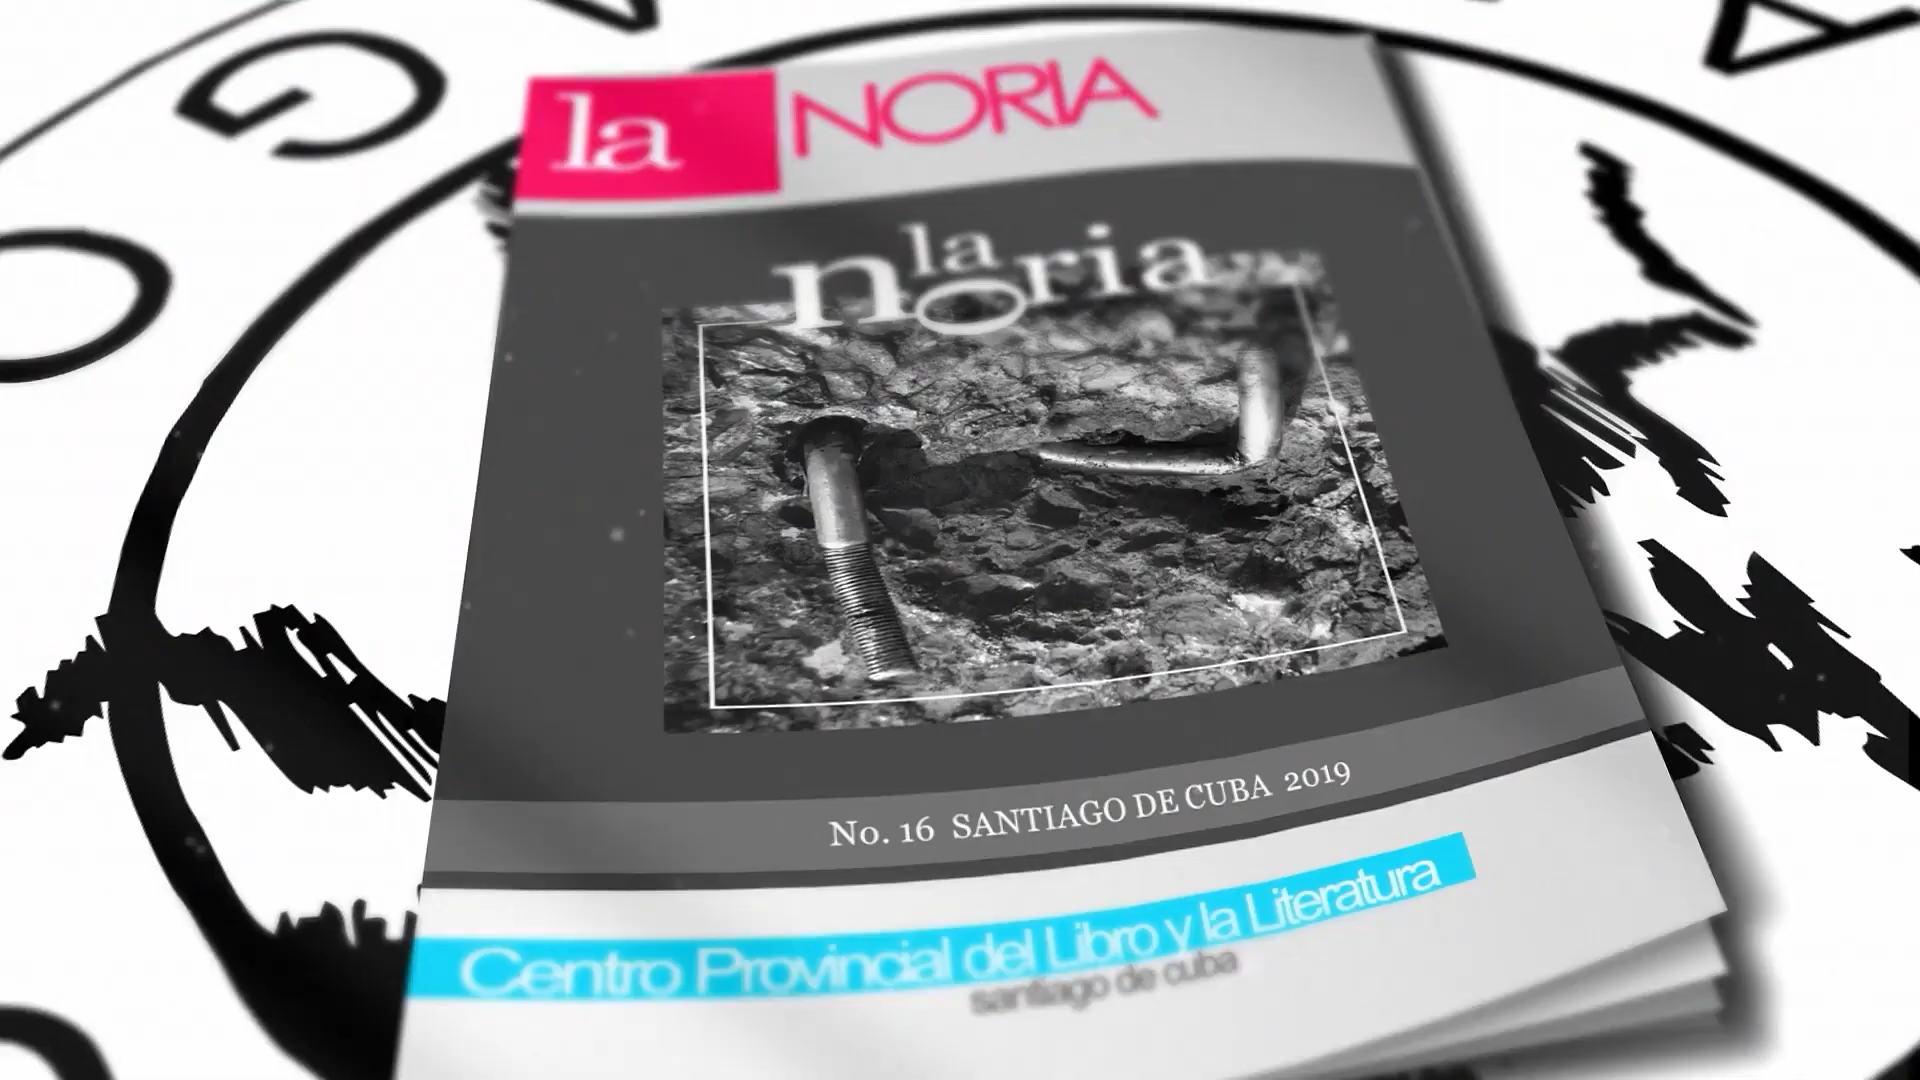 la NORIA
la
noria
No. 16 SANTIAGO DE CUBA 2019
Centro Provincial del Libro y la Literatura
santiago de cuba